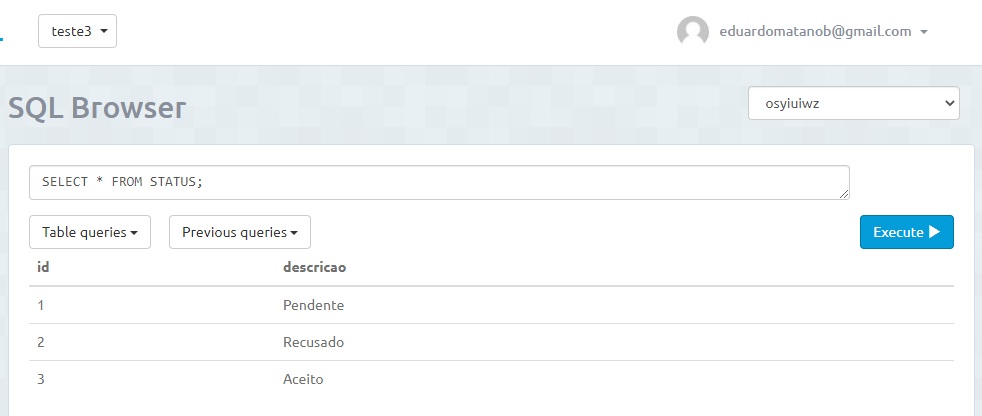 teste3 eduardomatanob@gmail.com
SQL Browser osyiuiwz
SELECT * FROM STATUS;
Table queries Previous queries Execute
id descricao
1 Pendente
2 Recusado
3 Aceito